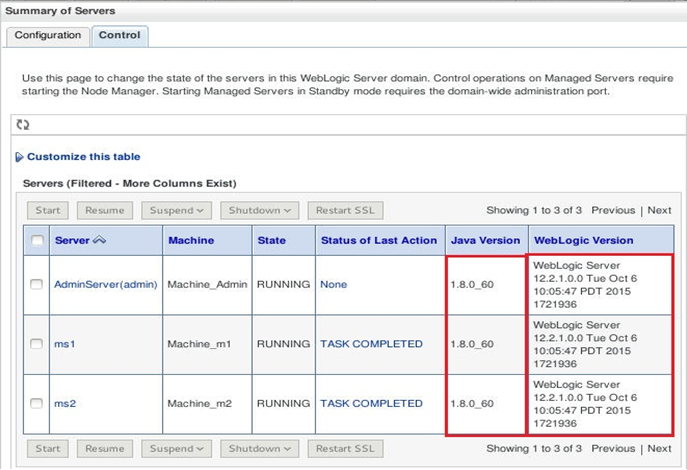 Summary of Servers
Configuration Control
Use this page to change the state of the servers in this WebLogic Server domain. Control operations on Managed Servers require
starting the Node Manager. Starting Managed Servers in Standby mode requires the domain-wide administration port.
Customize this table
Servers (Filtered - More Columns Exist)
Start Resume Suspend Shutdown Restart SSL Showing 1 to 3 of 3 Previous | Next
Server Machine State Status of Last Action Java Version WebLogic Version
AdminServer(admin) Machine_Admin RUNNING None 1.8.0_60
WebLogic Server
12.2.1.0.0 Tue Oct 6
10:05:47 PDT 2015
1721936
ms1 Machine_m1 RUNNING TASK COMPLETED 1.8.0_60
WebLogic Server
12.2.1.0.0 Tue Oct 6
10:05:47 PDT 2015
1721936
ms2 Machine_m2 RUNNING TASK COMPLETED 1.8.0_60
WebLogic Server
12.2.1.0.0 Tue Oct 6
10:05:47 PDT 2015
1721936
Start Resume Suspend Shutdown Restart SSL Showing 1 to 3 of 3 Previous | Next